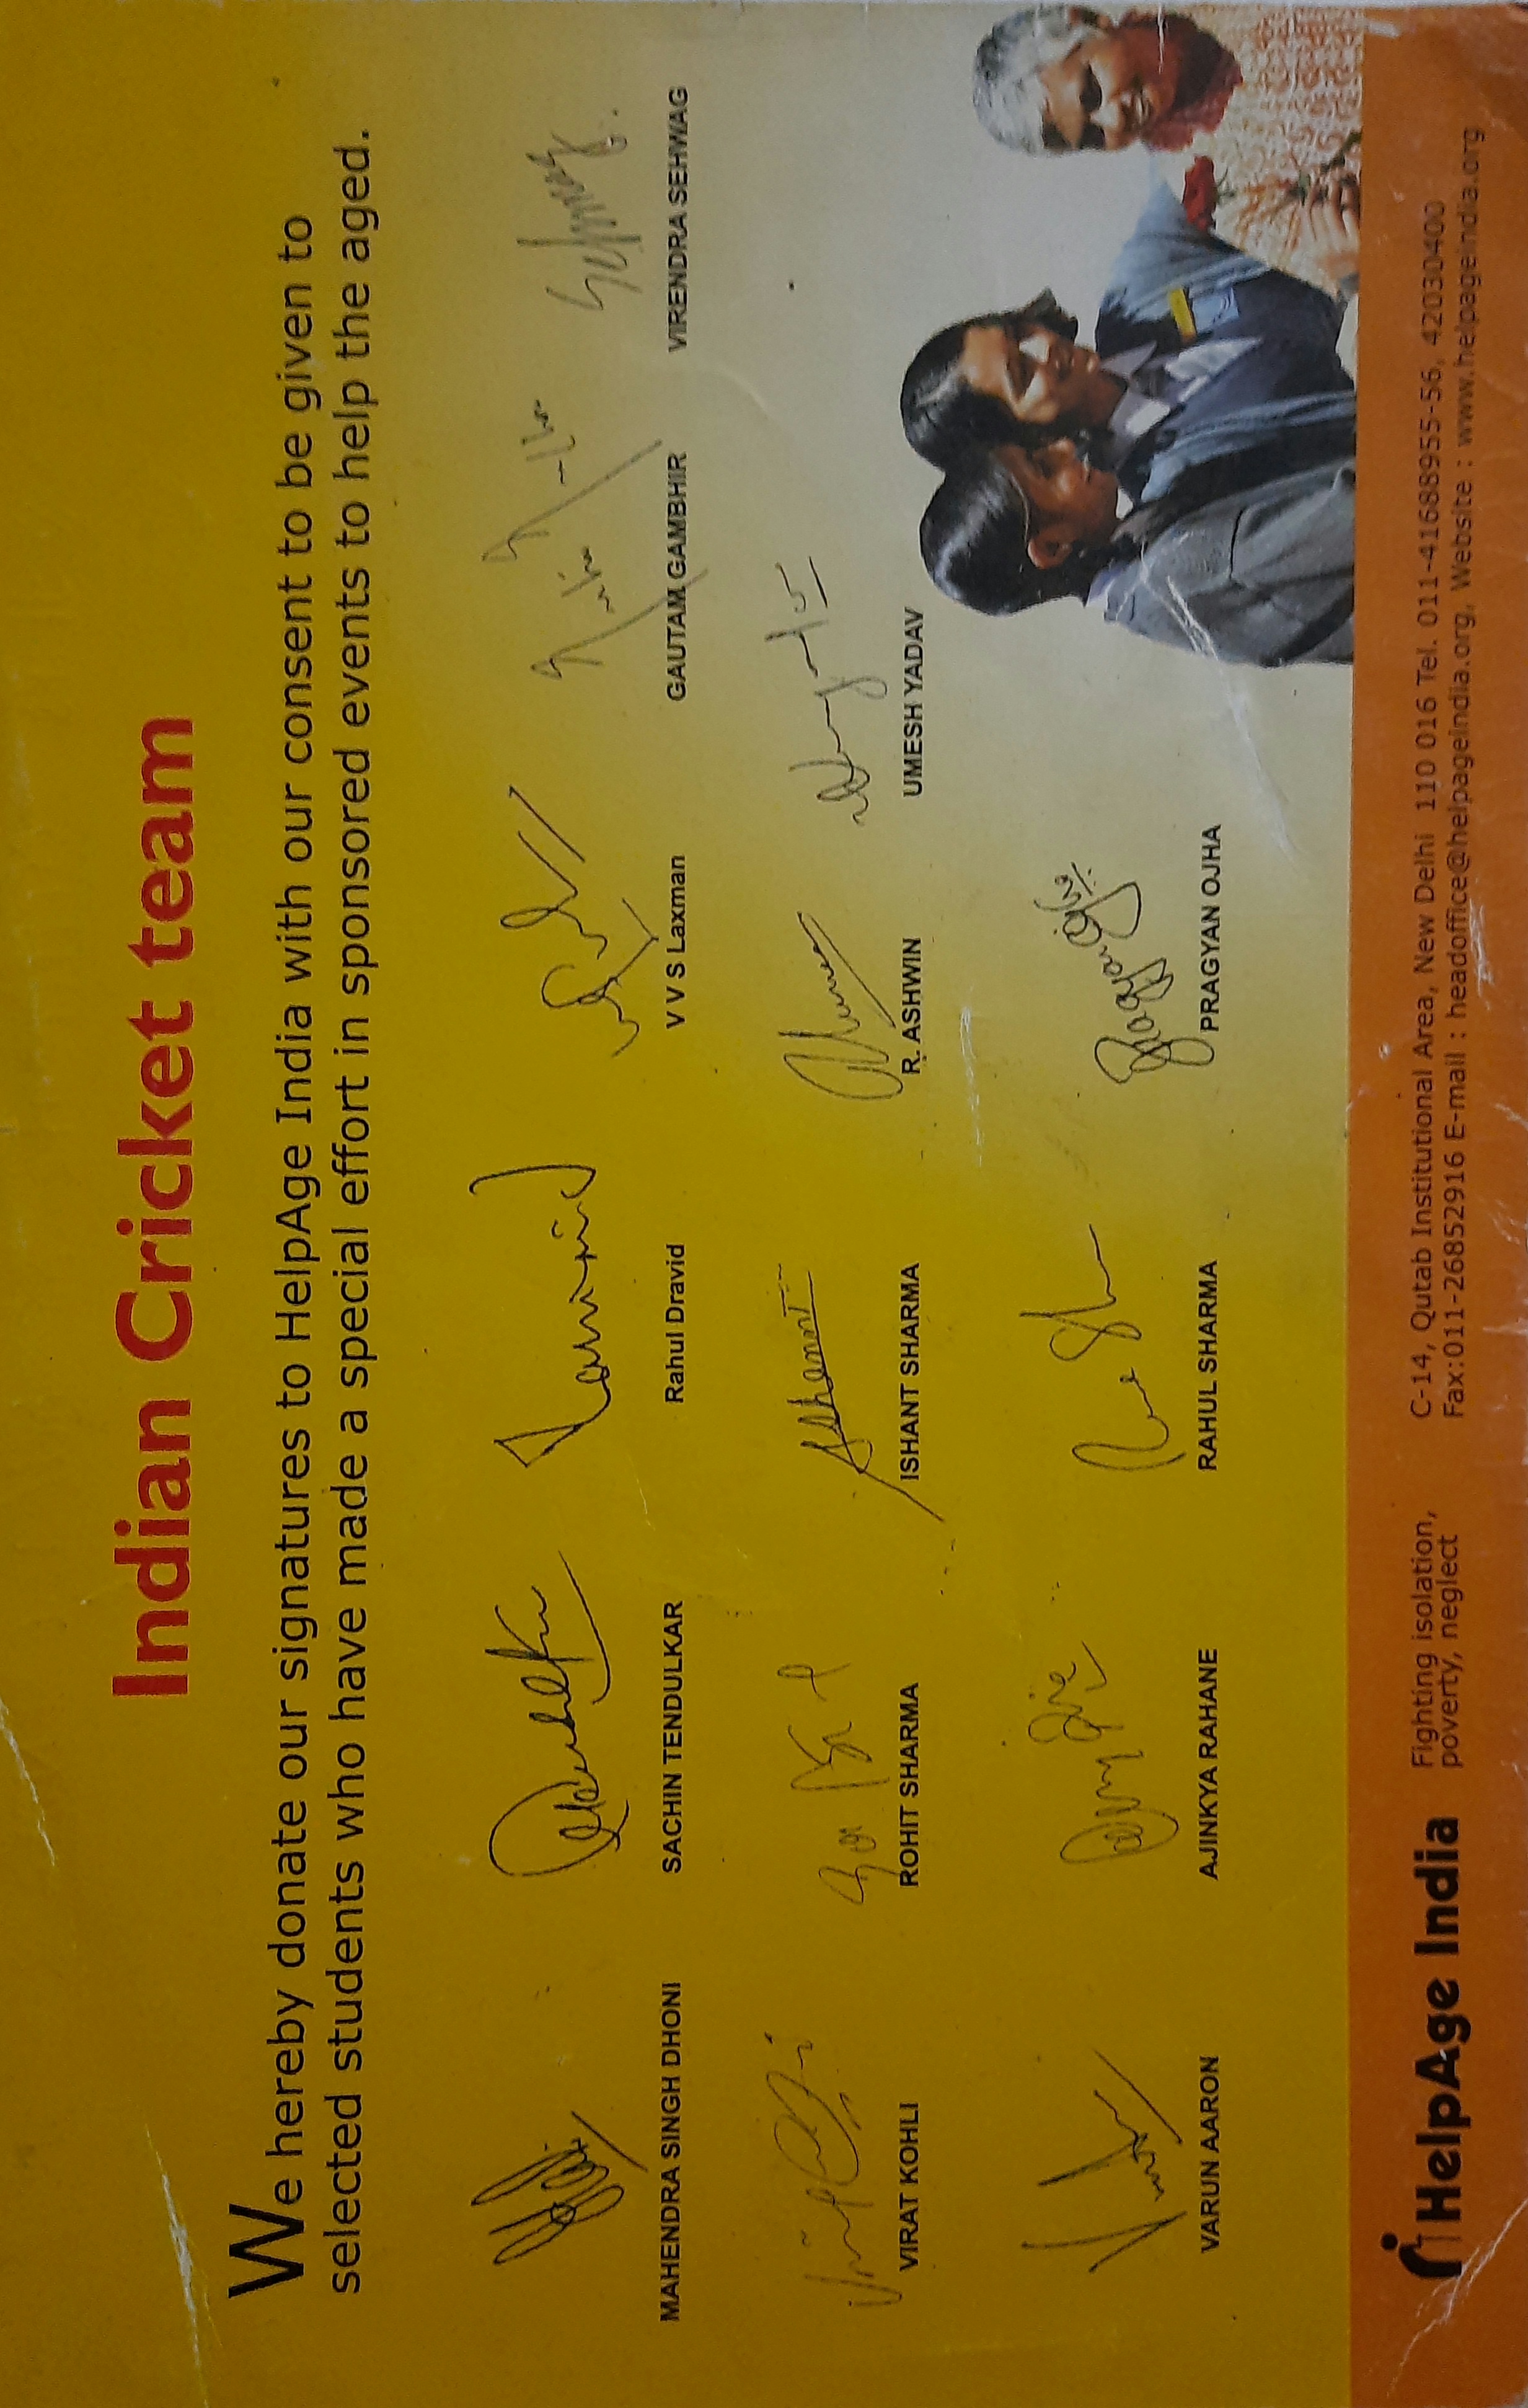 Indian Cricket team
We hereby donate our signatures to HelpAge India with our consent to be given to
selected students who have made a special effort in sponsored events to help the aged.
MAHENDRA SINGH DHONI SACHIN TENDULKAR Rahul Dravid V V S Laxman GAUTAM GAMBHIR VIRENDRA SEHWAG
VIRAT KOHLI ROHIT SHARMA ISHANT SHARMA R. ASHWIN UMESH YADAV
VARUN AARON AJINKYA RAHANE RAHUL SHARMA PRAGYAN OJHA
HelpAge India
Fighting isolation,
poverty, neglect
C-14, Qutab Institutional Area, New Delhi 110 016 Tel. 011-41688955-56, 42030400
Fax:011-26852916 E-mail : headoffice@helpageindia.org, Website : www.helpageindia.org